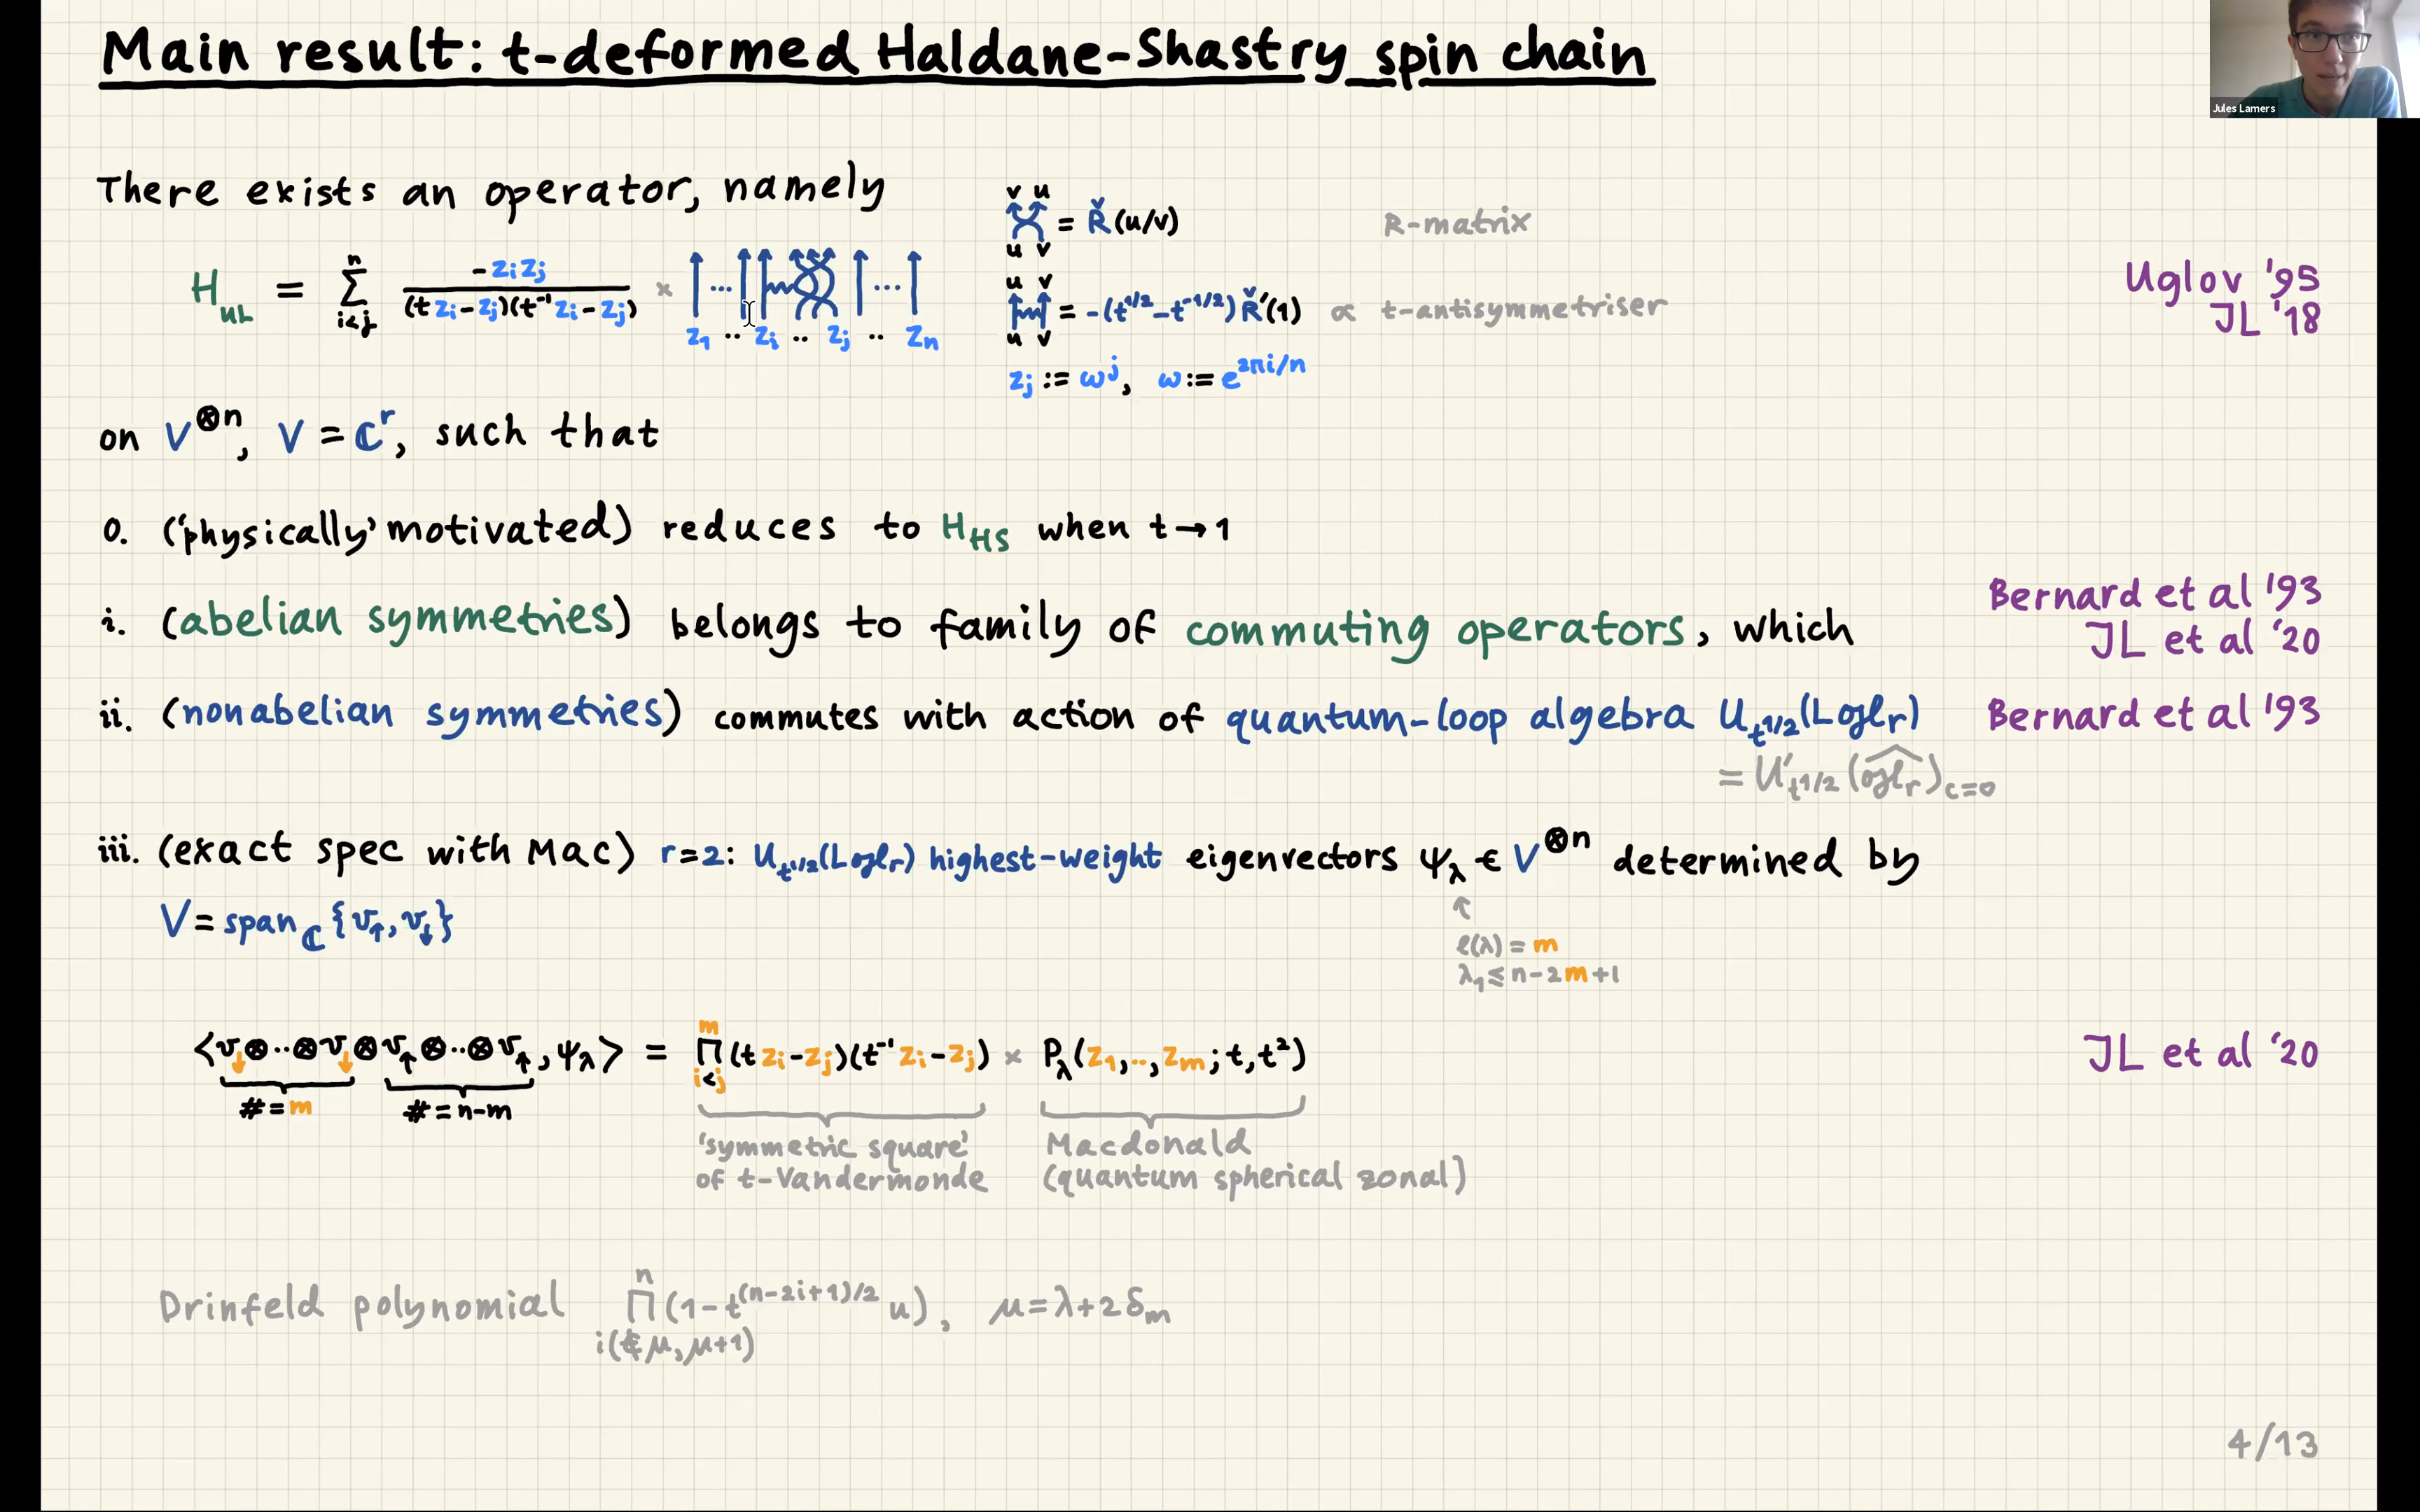 Main result: t-deformed Haldane-Shastry spin chain
Jules Lamers
There exists an operator, namely
H_UL = Σ_{i<j}^n -z_i z_j / (t z_i - z_j)(t^{-1} z_i - z_j) ×
... ...
z_1 .. z_i .. z_j .. z_n
v u
= Ř(u/v) R-matrix
u v
u v
= -(t^{1/2} - t^{-1/2}) Ř'(1) ∝ t-antisymmetriser
u v
z_j := ω^j, ω := e^{2πi/n}
Uglov '95
JL '18
on V^{⊗n}, V = ℂ^r, such that
0. ('physically' motivated) reduces to H_HS when t → 1
i. (abelian symmetries) belongs to family of commuting operators, which
Bernard et al '93
JL et al '20
ii. (nonabelian symmetries) commutes with action of quantum-loop algebra U_{t^{1/2}}(L𝔤𝔩_r) Bernard et al '93
= U'_{t^{1/2}}(\widehat{𝔤𝔩_r})_{c=0}
iii. (exact spec with Mac) r=2: U_{t^{1/2}}(L𝔤𝔩_r) highest-weight eigenvectors ψ_λ ∈ V^{⊗n} determined by
V = span_ℂ {v_↑, v_↓}
↑
ℓ(λ) = m
λ_1 ≤ n-2m+1
<v_↓ ⊗ .. ⊗ v_↓ ⊗ v_↑ ⊗ .. ⊗ v_↑, ψ_λ> = Π_{i<j}^m (t z_i - z_j)(t^{-1} z_i - z_j) × P_λ(z_1, .., z_m; t, t^2) JL et al '20
# = m # = n-m
'symmetric square' Macdonald
of t-Vandermonde (quantum spherical zonal)
Drinfeld polynomial Π_{i(∉ μ, μ+1)}^n (1 - t^{(n-2i+1)/2} u), μ = λ + 2δ_m
4/13